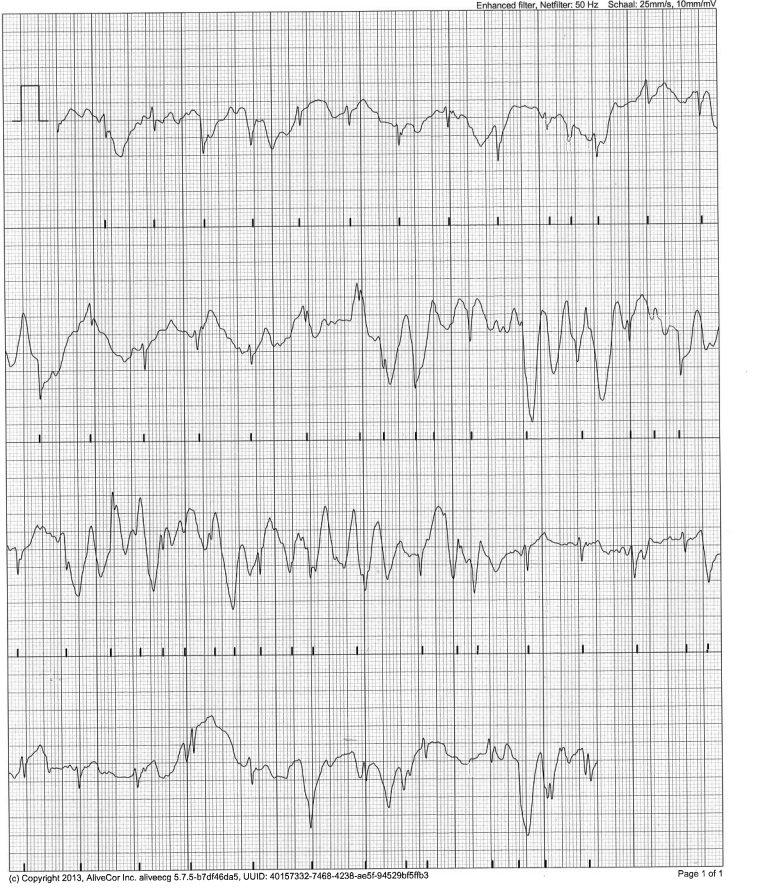 Enhanced filter, Netfilter: 50 Hz Schaal: 25mm/s, 10mm/mV
(c) Copyright 2013, AliveCor Inc. aliveecg 5.7.5-b7df46da5, UUID: 40157332-7468-4238-ae5f-94529bf5ffb3
Page 1 of 1